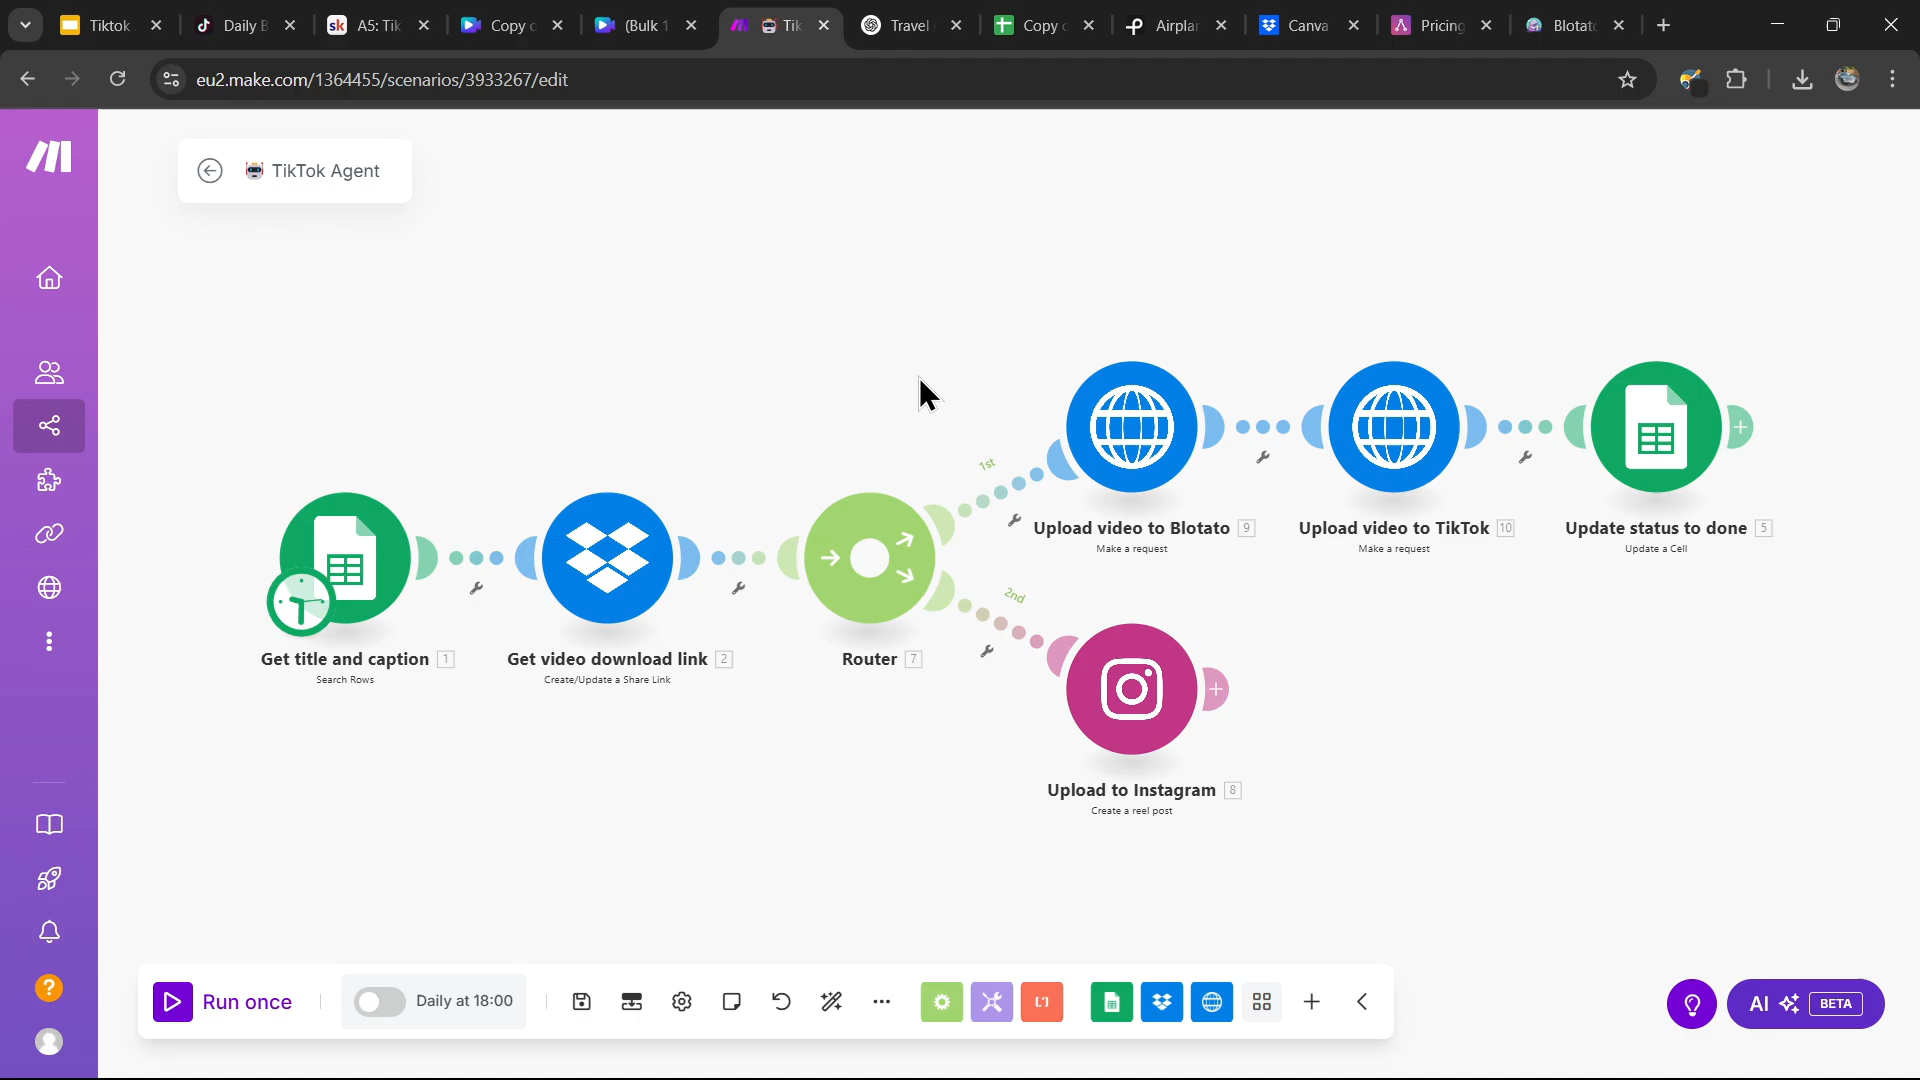 Tiktok
Daily B
sk
A5: Tik
Copy o
(Bulk 1
Tik
Travel
Copy o
Airplan
Canva
Pricing
Blotato
eu2.make.com/1364455/scenarios/3933267/edit
TikTok Agent
1st
2nd
Upload video to Blotato 9
Make a request
Upload video to TikTok 10
Make a request
Update status to done 5
Update a Cell
Get title and caption 1
Search Rows
Get video download link 2
Create/Update a Share Link
Router 7
Upload to Instagram 8
Create a reel post
Run once
Daily at 18:00
AI BETA